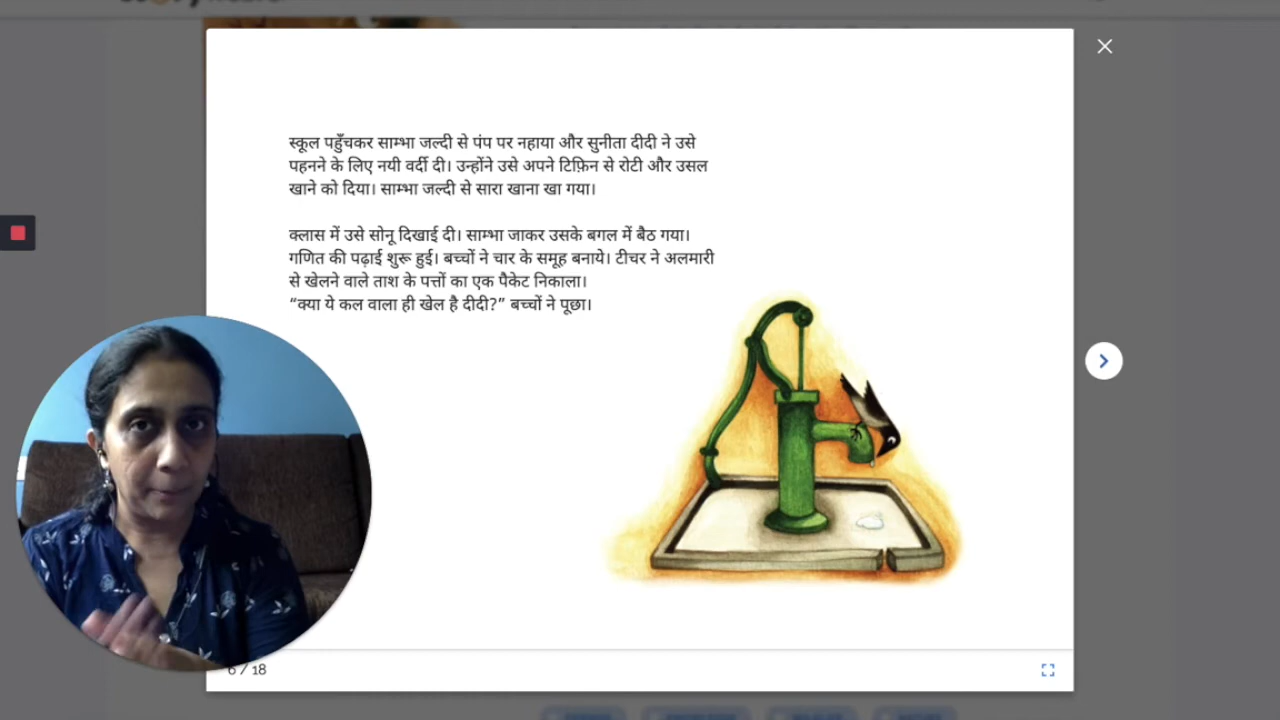 स्कूल पहुँचकर साम्भा जल्दी से पंप पर नहाया और सुनीता दीदी ने उसे
पहनने के लिए नयी वर्दी दी। उन्होंने उसे अपने टिफ़िन से रोटी और उसल
खाने को दिया। साम्भा जल्दी से सारा खाना खा गया।
क्लास में उसे सोनू दिखाई दी। साम्भा जाकर उसके बगल में बैठ गया।
गणित की पढ़ाई शुरू हुई। बच्चों ने चार के समूह बनाये। टीचर ने अलमारी
से खेलने वाले ताश के पत्तों का एक पैकेट निकाला।
“क्या ये कल वाला ही खेल है दीदी?” बच्चों ने पूछा।
6 / 18